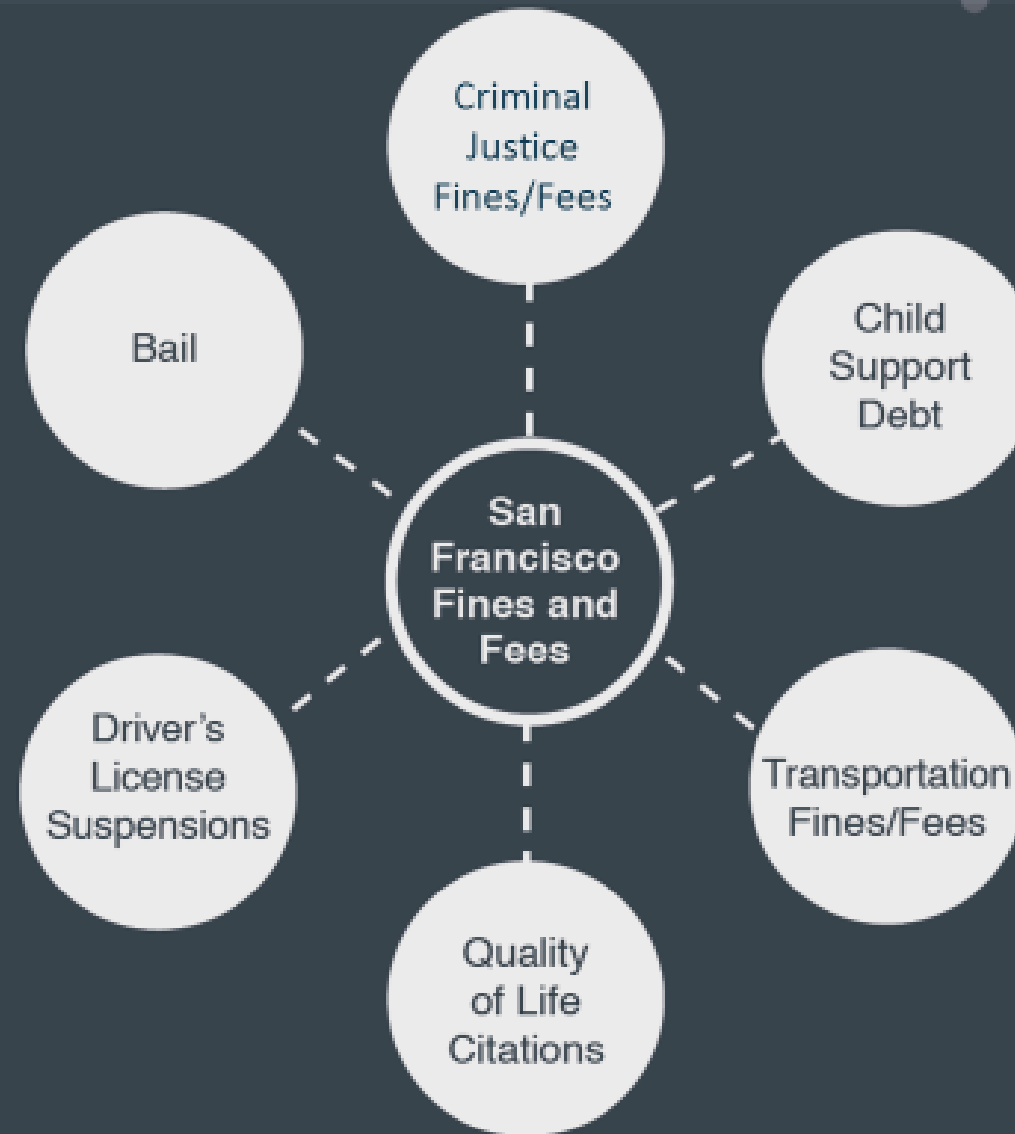 Criminal
Justice
Fines/Fees
Bail
Child
Support
Debt
San
Francisco
Fines and
Fees
Driver’s
License
Suspensions
Transportation
Fines/Fees
Quality
of Life
Citations